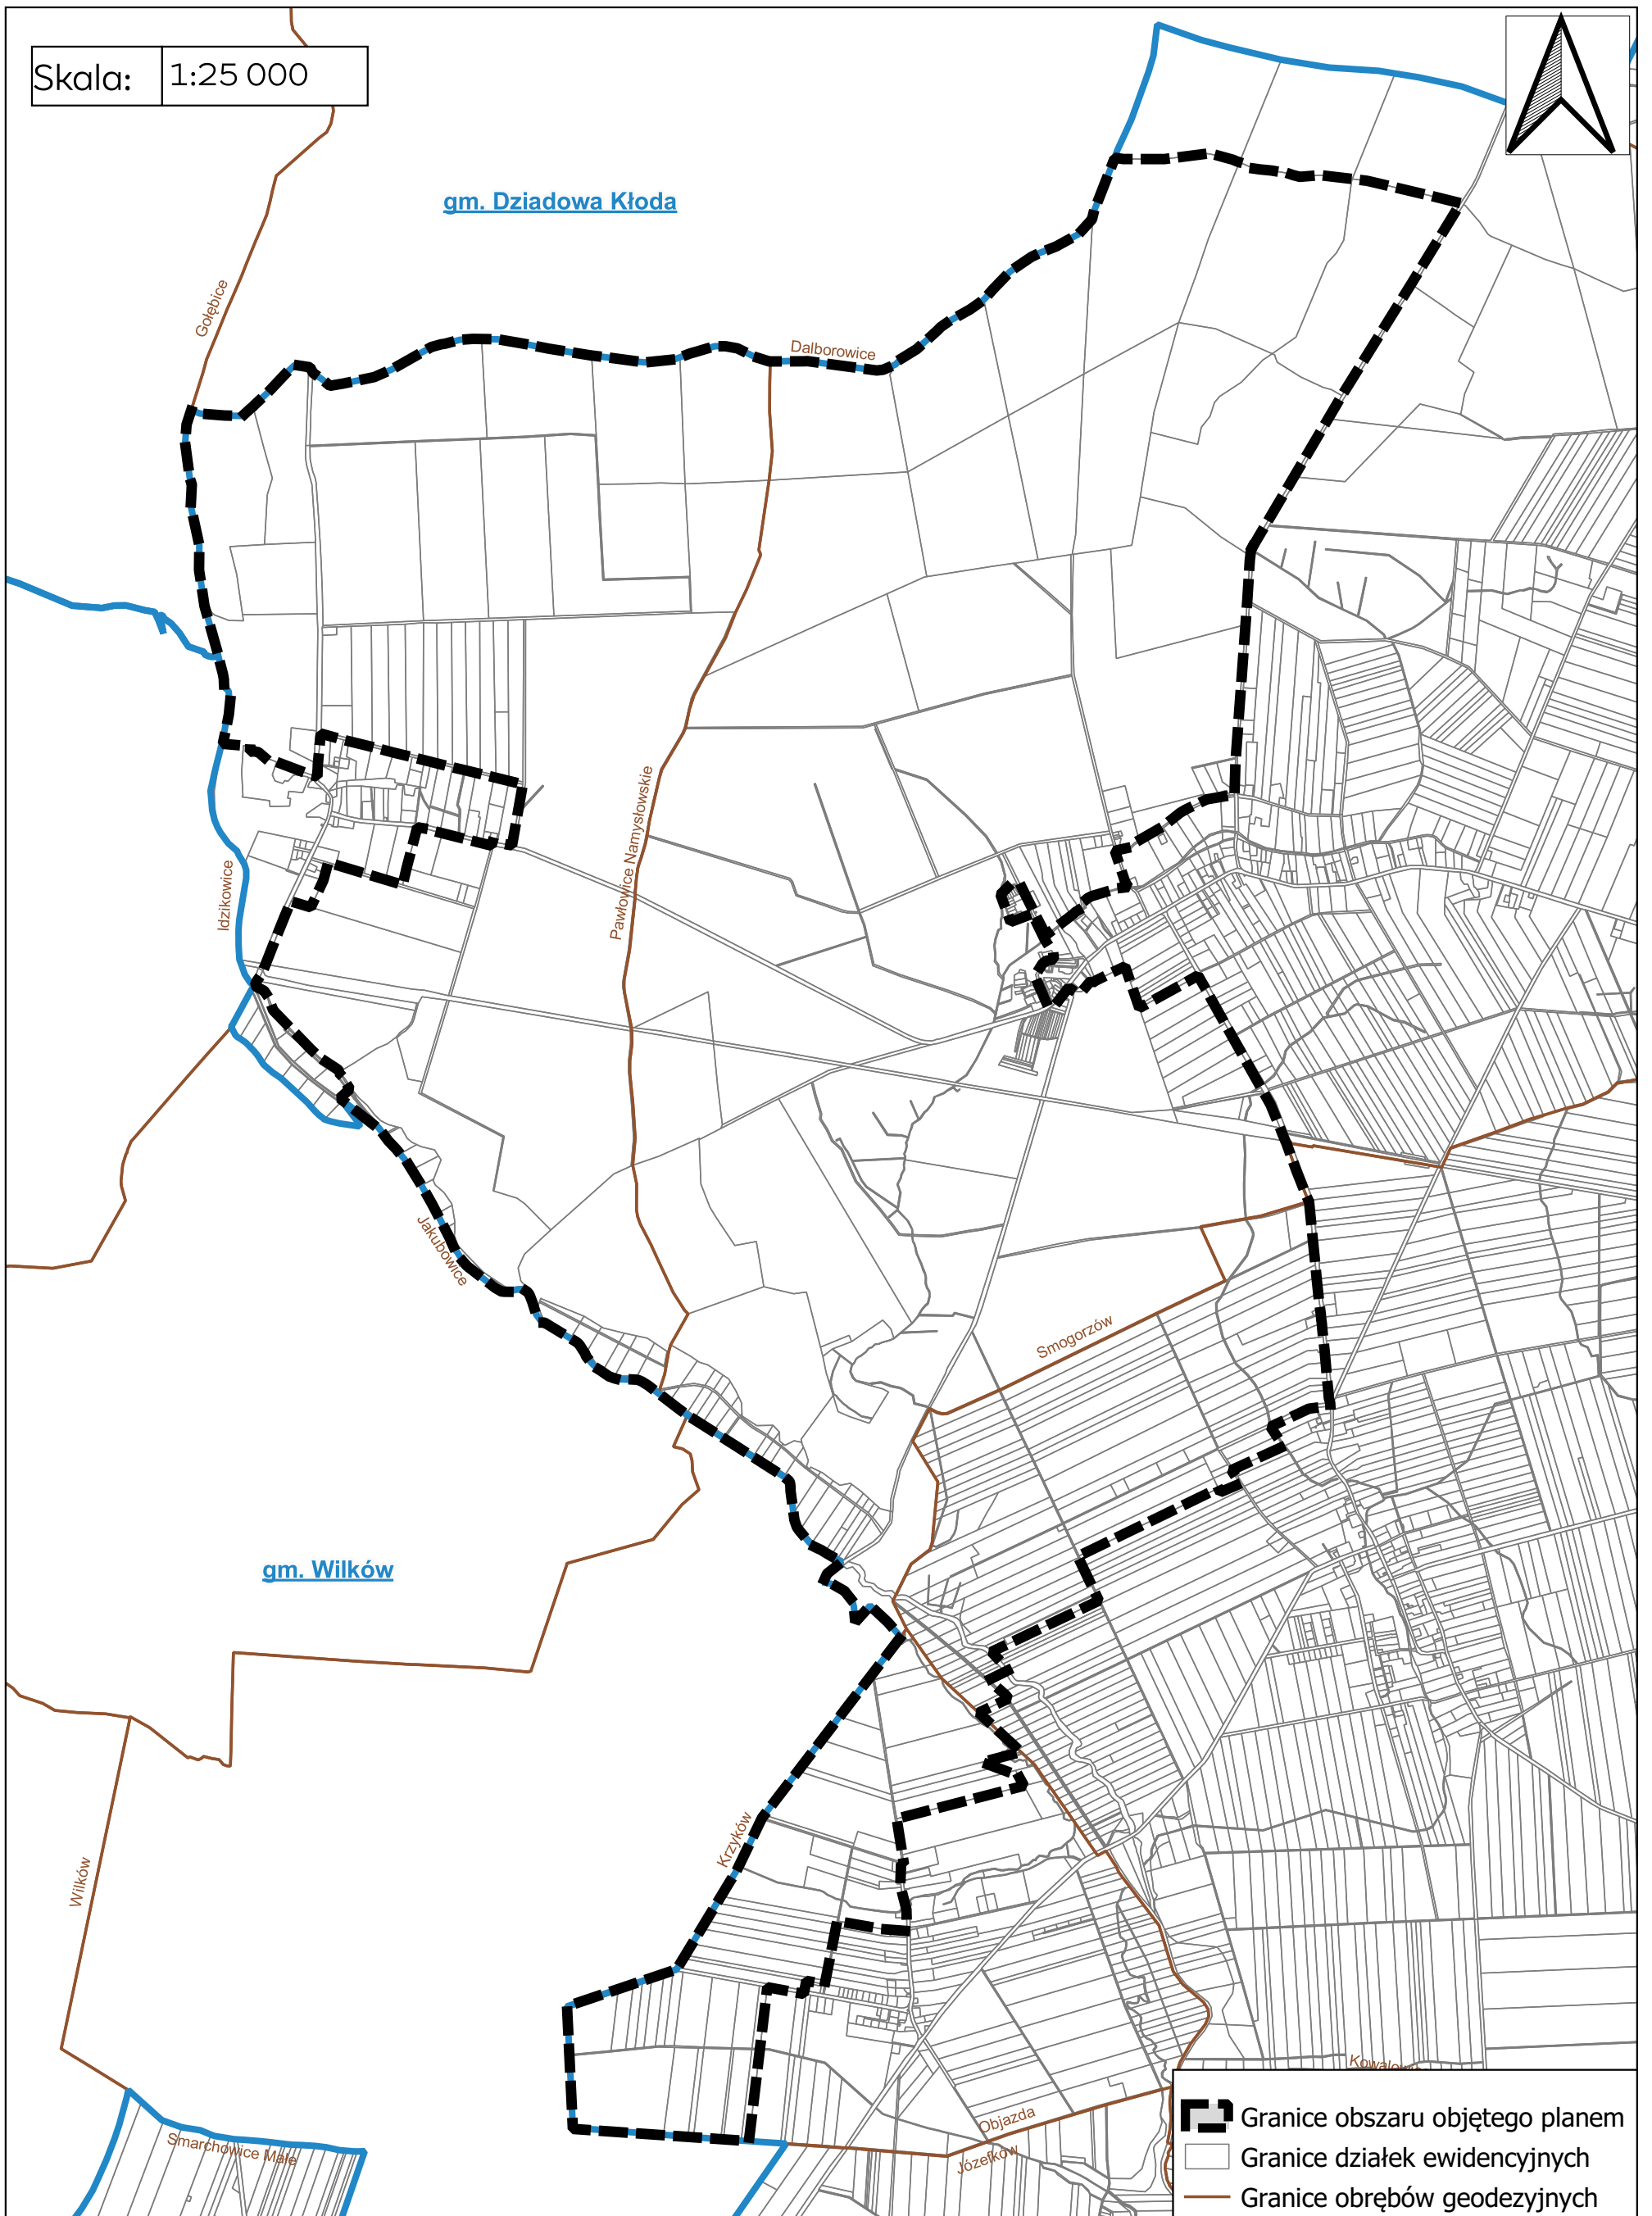 Skala: 1:25 000
gm. Dziadowa Kłoda
Gołębice
Dalborowice
Pawłowice Namysłowskie
Idzikowice
Jakubowice
Smogorzów
gm. Wilków
Krzyków
Wilków
Objazda
Józefków
Smarchowice Małe
Granice obszaru objętego planem
Granice działek ewidencyjnych
Granice obrębów geodezyjnych